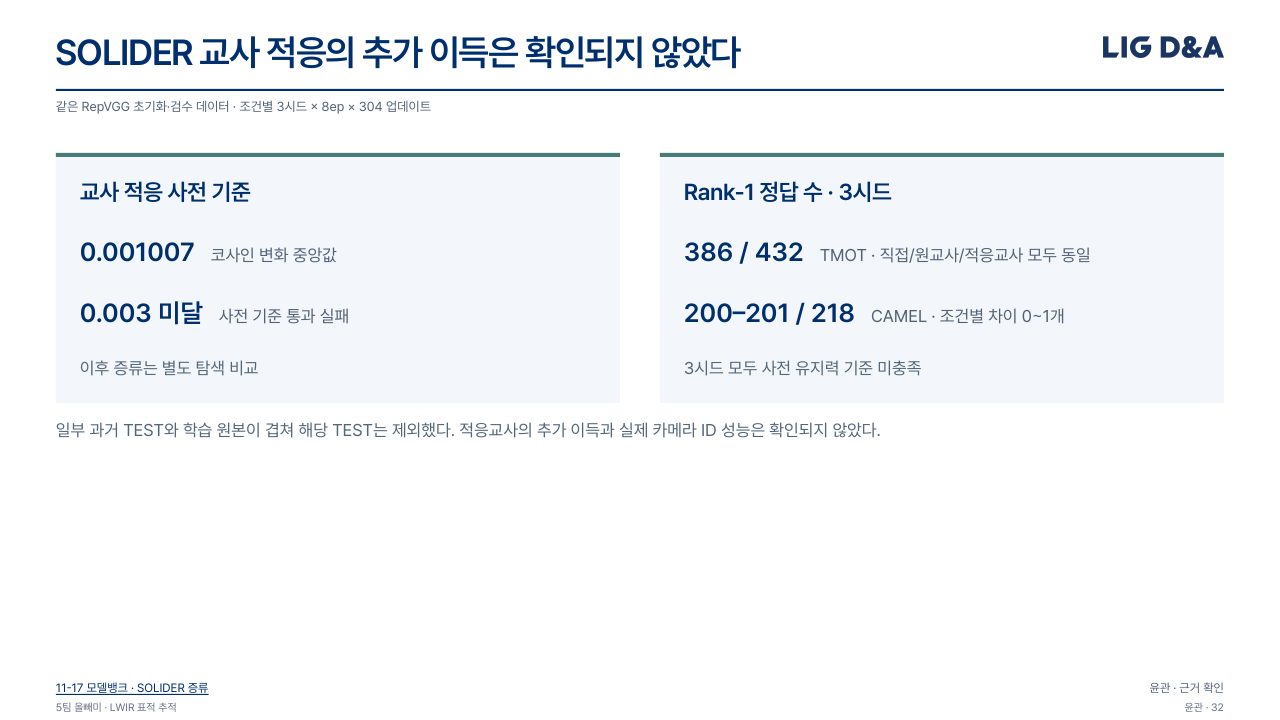 SOLIDER 교사 적응의 추가 이득은 확인되지 않았다
LIG D&A
같은 RepVGG 초기화·검수 데이터 · 조건별 3시드 × 8ep × 304 업데이트
교사 적응 사전 기준
0.001007 코사인 변화 중앙값
0.003 미달 사전 기준 통과 실패
이후 증류는 별도 탐색 비교
Rank-1 정답 수 · 3시드
386 / 432 TMOT · 직접/원교사/적응교사 모두 동일
200–201 / 218 CAMEL · 조건별 차이 0~1개
3시드 모두 사전 유지력 기준 미충족
일부 과거 TEST와 학습 원본이 겹쳐 해당 TEST는 제외했다. 적응교사의 추가 이득과 실제 카메라 ID 성능은 확인되지 않았다.
11-17 모델뱅크 · SOLIDER 증류
5팀 올빼미 · LWIR 표적 추적
윤관 · 근거 확인
윤관 · 32